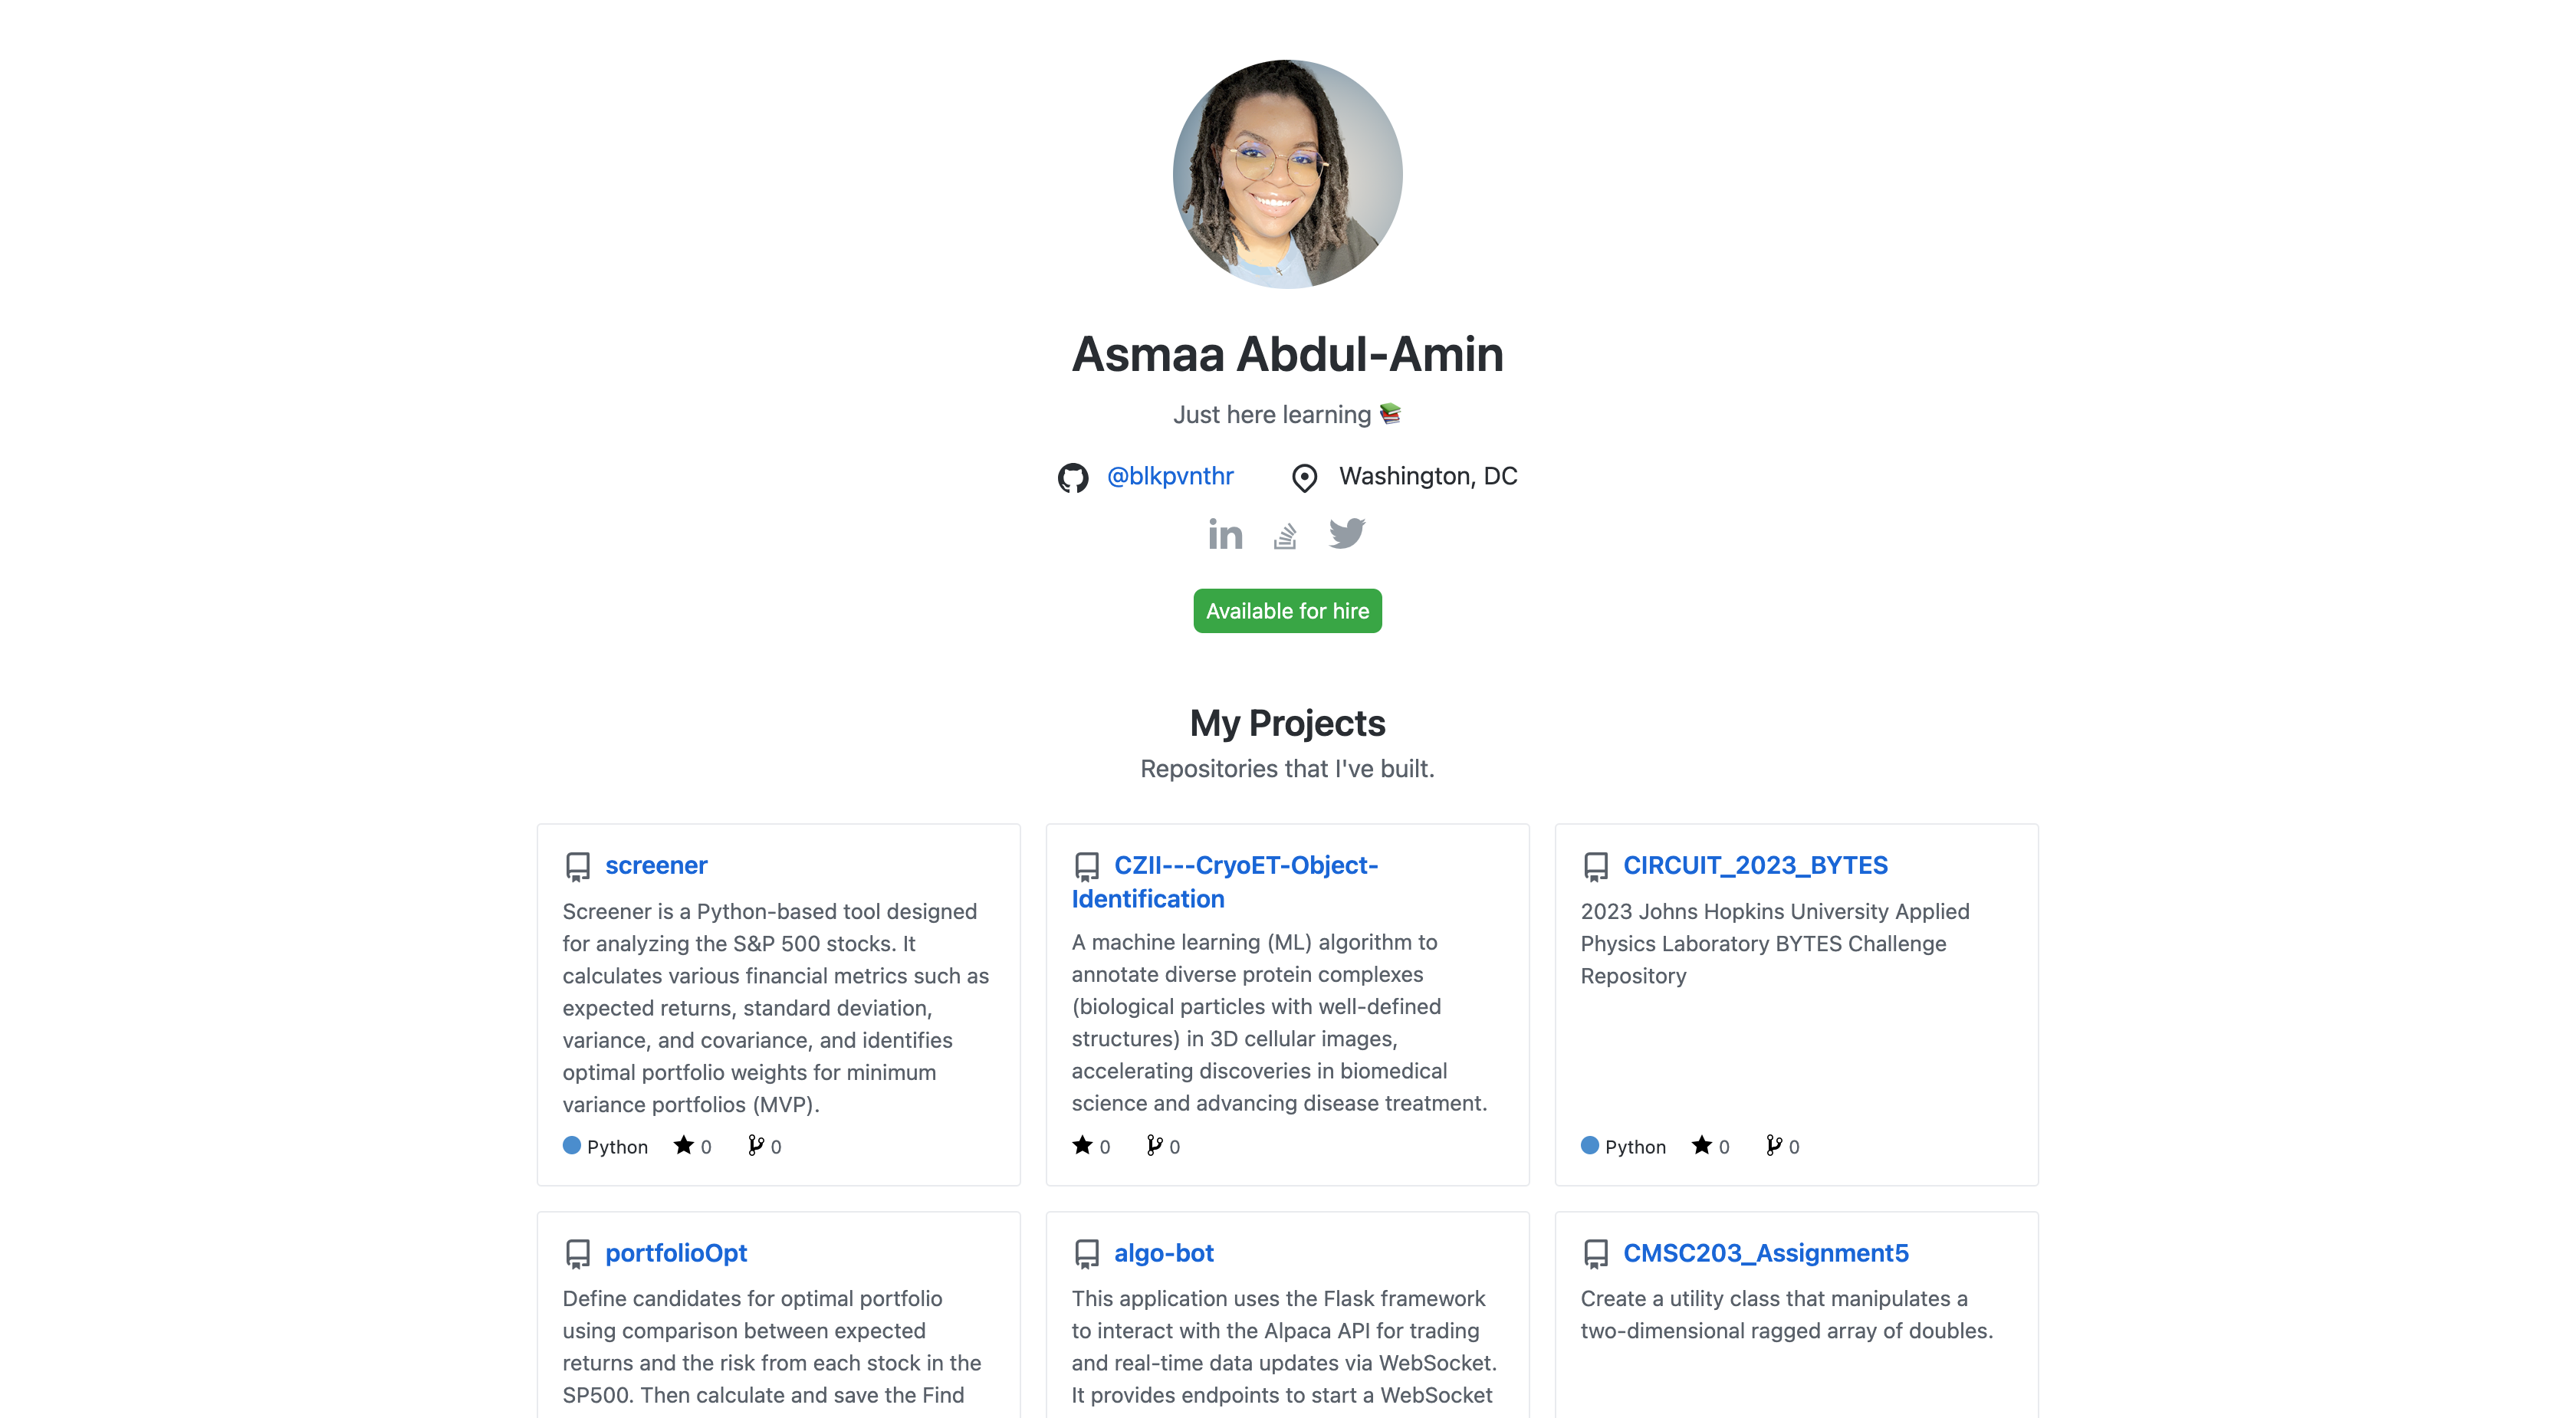 Asmaa Abdul-Amin
Just here learning 📚
@blkpvnthr Washington, DC
in
Available for hire
My Projects
Repositories that I've built.
screener
Screener is a Python-based tool designed
for analyzing the S&P 500 stocks. It
calculates various financial metrics such as
expected returns, standard deviation,
variance, and covariance, and identifies
optimal portfolio weights for minimum
variance portfolios (MVP).
Python 0 0
CZII---CryoET-Object-
Identification
A machine learning (ML) algorithm to
annotate diverse protein complexes
(biological particles with well-defined
structures) in 3D cellular images,
accelerating discoveries in biomedical
science and advancing disease treatment.
0 0
CIRCUIT_2023_BYTES
2023 Johns Hopkins University Applied
Physics Laboratory BYTES Challenge
Repository
Python 0 0
portfolioOpt
Define candidates for optimal portfolio
using comparison between expected
returns and the risk from each stock in the
SP500. Then calculate and save the Find
algo-bot
This application uses the Flask framework
to interact with the Alpaca API for trading
and real-time data updates via WebSocket.
It provides endpoints to start a WebSocket
CMSC203_Assignment5
Create a utility class that manipulates a
two-dimensional ragged array of doubles.